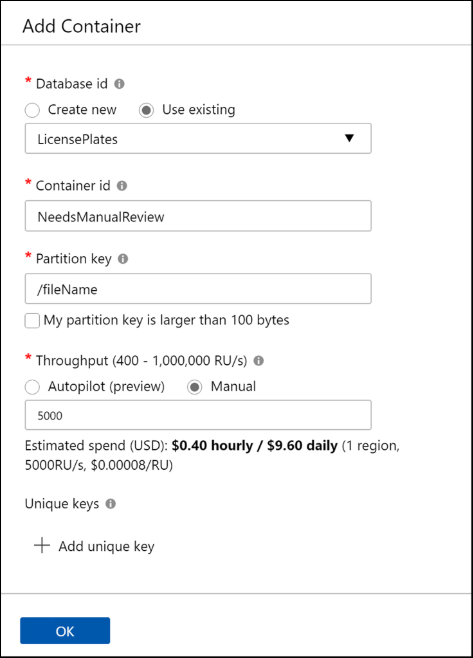 Add Container
* Database id
Create new Use existing
LicensePlates
* Container id
NeedsManualReview
* Partition key
/fileName
My partition key is larger than 100 bytes
* Throughput (400 - 1,000,000 RU/s)
Autopilot (preview) Manual
5000
Estimated spend (USD): $0.40 hourly / $9.60 daily (1 region,
5000RU/s, $0.00008/RU)
Unique keys
Add unique key
OK